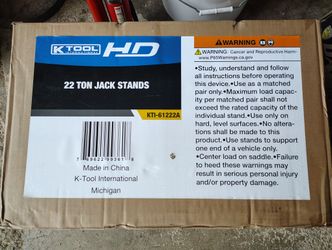 K TOOL HD
INTERNATIONAL
22 TON JACK STANDS
KTI-61222A
Made in China
K-Tool International
Michigan
WARNING
WARNING: Cancer and Reproductive Harm-
www.P65Warnings.ca.gov
•Study, understand and follow
all instructions before operating
this device.•Use as a matched
pair only.•Maximum load capac-
ity per matched pair shall not
exceed the rated capacity of the
individual stand.•Use only on
hard, level surfaces. •No altera-
tions shall be made to this
product.•Use stands to support
one end of a vehicle only.
•Center load on saddle.•Failure
to heed these warnings may
result in serious personal injury
and/or property damage.